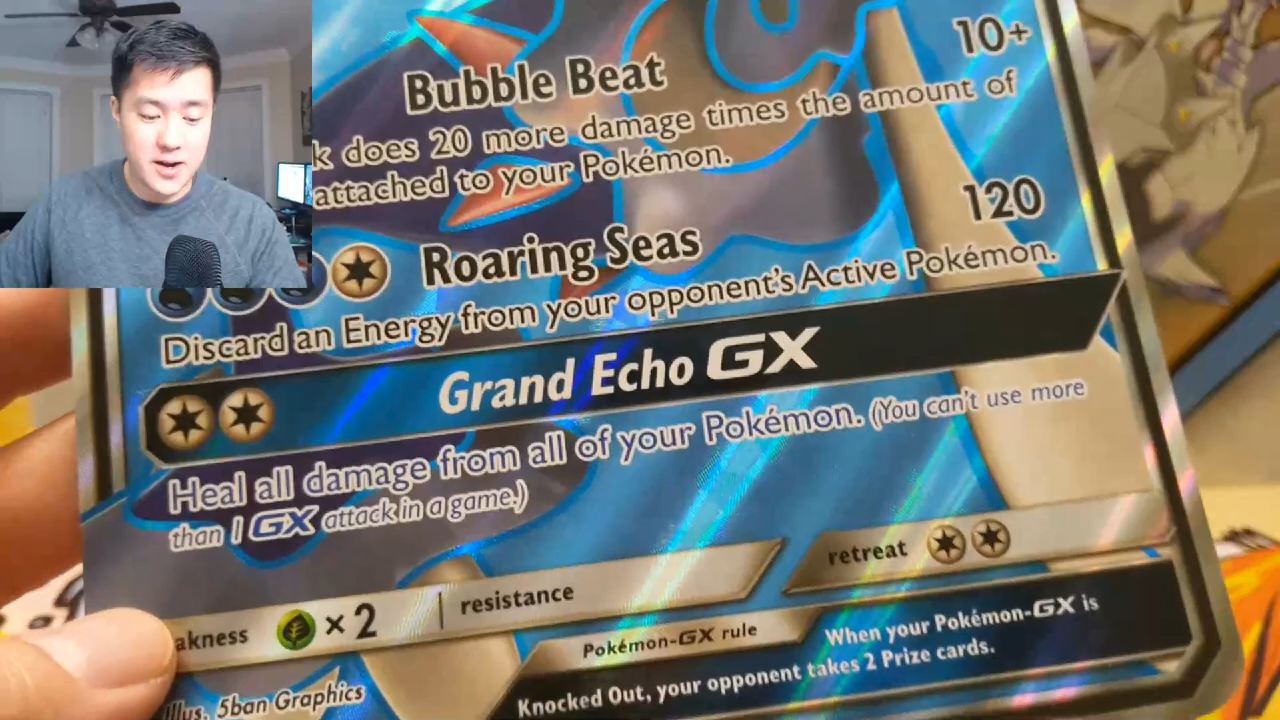 Bubble Beat 10+
k does 20 more damage times the amount of
attached to your Pokémon.
Roaring Seas 120
Discard an Energy from your opponent's Active Pokémon.
Grand Echo GX
Heal all damage from all of your Pokémon. (You can't use more
than 1 GX attack in a game.)
akness ×2 resistance retreat
Pokémon-GX rule When your Pokémon-GX is
Knocked Out, your opponent takes 2 Prize cards.
Illus. 5ban Graphics